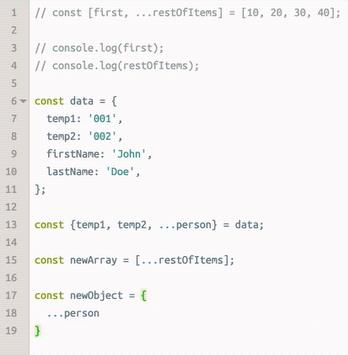 1 // const [first, ...restOfItems] = [10, 20, 30, 40];
2
3 // console.log(first);
4 // console.log(restOfItems);
5
6 const data = {
7   temp1: '001',
8   temp2: '002',
9   firstName: 'John',
10   lastName: 'Doe',
11 };
12
13 const {temp1, temp2, ...person} = data;
14
15 const newArray = [...restOfItems];
16
17 const newObject = {
18   ...person
19 }